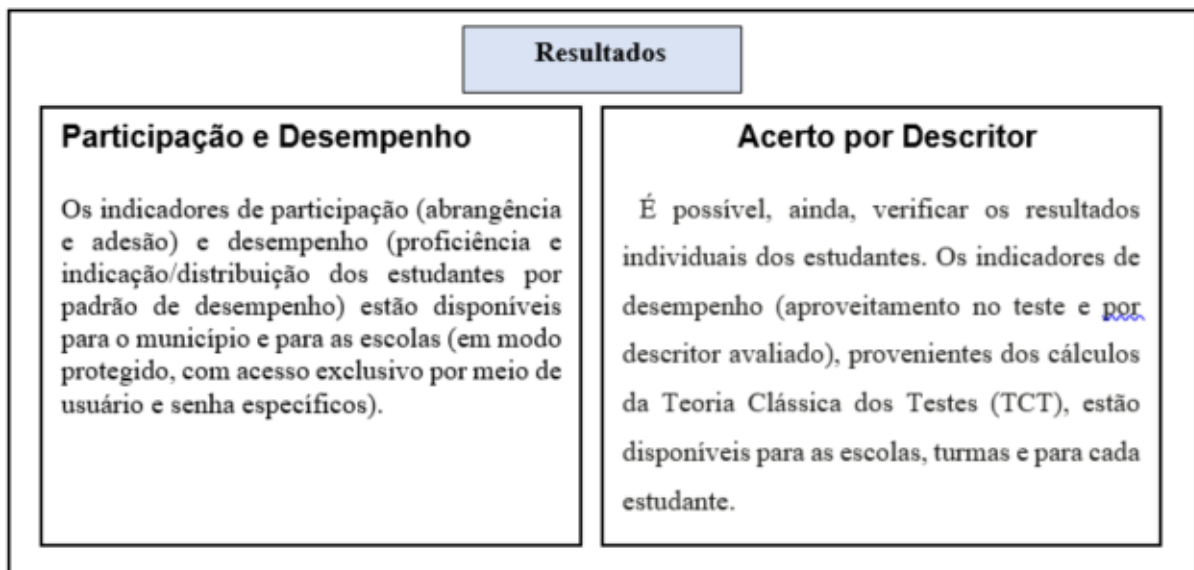 Resultados
Participação e Desempenho
Os indicadores de participação (abrangência
e adesão) e desempenho (proficiência e
indicação/distribuição dos estudantes por
padrão de desempenho) estão disponíveis
para o município e para as escolas (em modo
protegido, com acesso exclusivo por meio de
usuário e senha específicos).
Acerto por Descritor
É possível, ainda, verificar os resultados
individuais dos estudantes. Os indicadores de
desempenho (aproveitamento no teste e por
descritor avaliado), provenientes dos cálculos
da Teoria Clássica dos Testes (TCT), estão
disponíveis para as escolas, turmas e para cada
estudante.